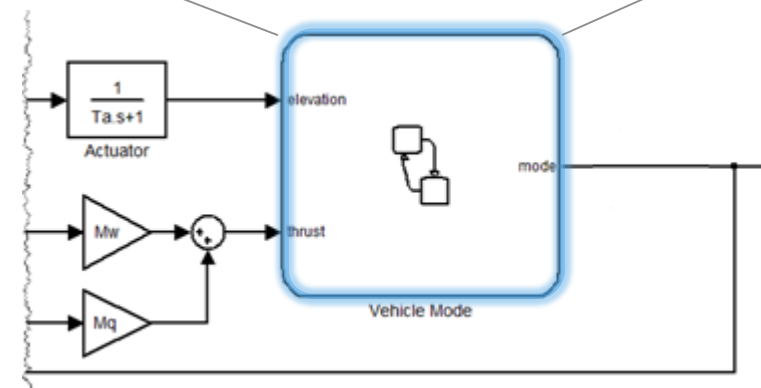 1
Ta.s+1
Actuator
elevation
mode
Mw
++
thrust
Mq
Vehicle Mode